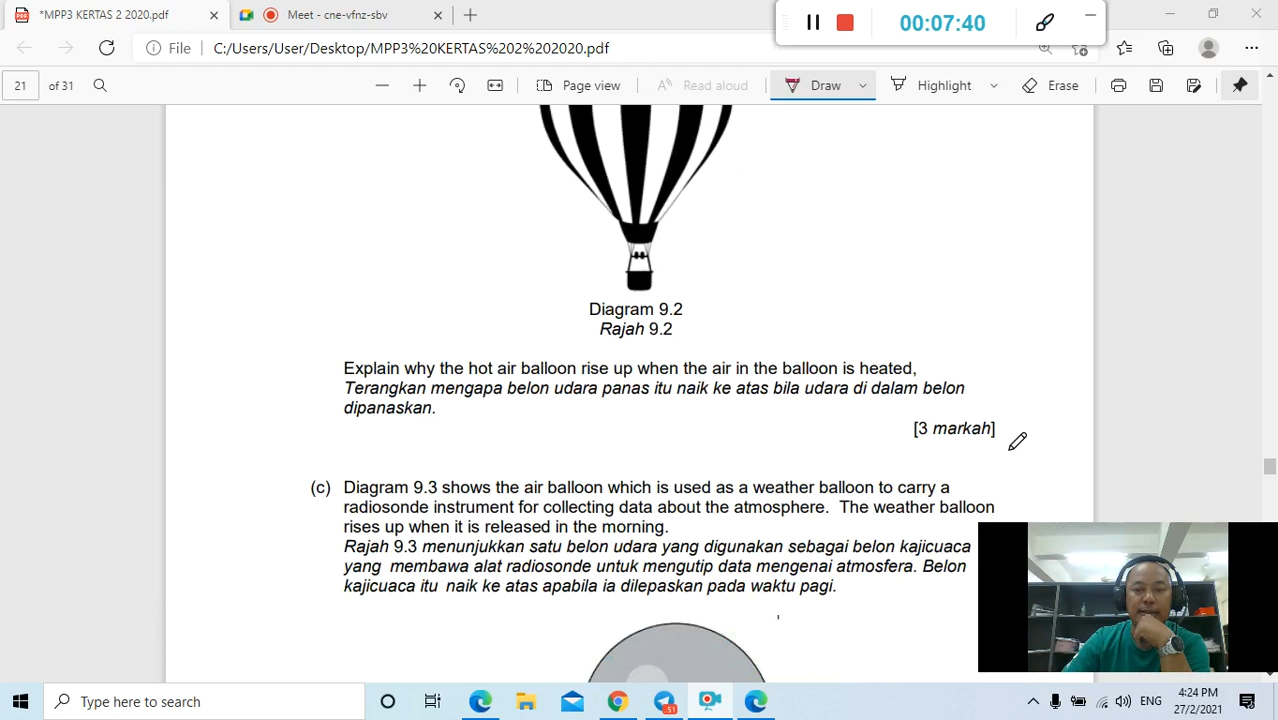 *MPP3 KERTAS 2 2020.pdf
Meet - cne-vfnz-sbv
00:07:40
File
C:/Users/User/Desktop/MPP3%20KERTAS%202%202020.pdf
21
of 31
Page view
Read aloud
Draw
Highlight
Erase
Diagram 9.2
Rajah 9.2
Explain why the hot air balloon rise up when the air in the balloon is heated,
Terangkan mengapa belon udara panas itu naik ke atas bila udara di dalam belon
dipanaskan.
[3 markah]
(c) Diagram 9.3 shows the air balloon which is used as a weather balloon to carry a
radiosonde instrument for collecting data about the atmosphere. The weather balloon
rises up when it is released in the morning.
Rajah 9.3 menunjukkan satu belon udara yang digunakan sebagai belon kajicuaca
yang membawa alat radiosonde untuk mengutip data mengenai atmosfera. Belon
kajicuaca itu naik ke atas apabila ia dilepaskan pada waktu pagi.
Type here to search
51
ENG
4:24 PM
27/2/2021